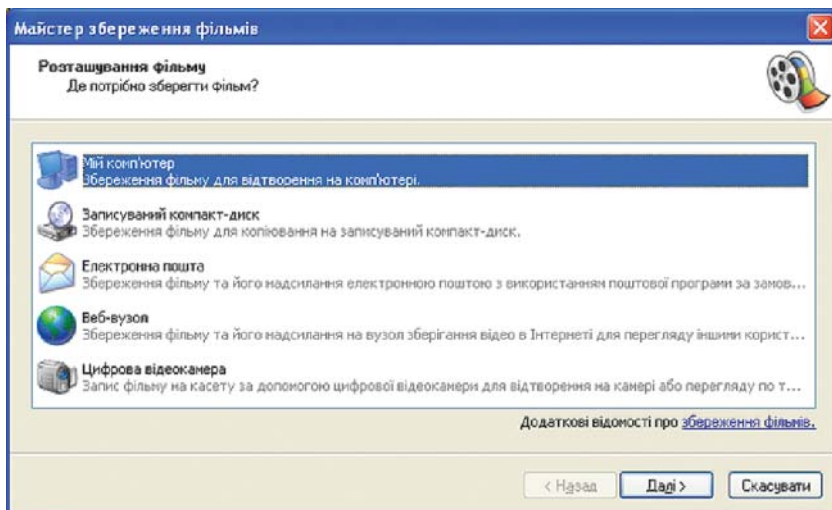 Майстер збереження фільмів
Розташування фільму
Де потрібно зберегти фільм?
Мій комп'ютер
Збереження фільму для відтворення на комп'ютері.
Записуваний компакт-диск
Збереження фільму для копіювання на записуваний компакт-диск.
Електронна пошта
Збереження фільму та його надсилання електронною поштою з використанням поштової програми за замов...
Веб-вузол
Збереження фільму та його надсилання на вузол зберігання відео в Інтернеті для перегляду іншими корист...
Цифрова відеокамера
Запис фільму на касету за допомогою цифрової відеокамери для відтворення на камері або перегляду по т...
Додаткові відомості про збереження фільмів.
< Назад Далі > Скасувати